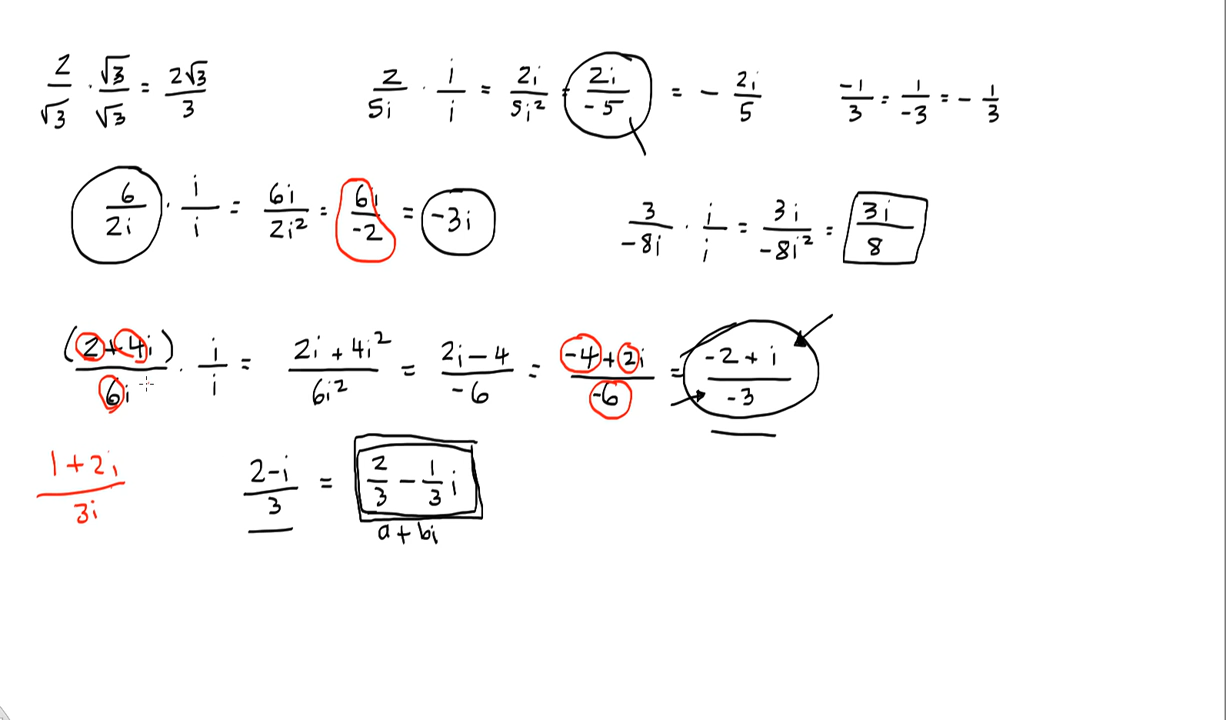 2/√3 · √3/√3 = 2√3/3
2/5i · i/i = 2i/5i² = 2i/-5 = - 2i/5
-1/3 = 1/-3 = - 1/3
6/2i · i/i = 6i/2i² = 6i/-2 = -3i
3/-8i · i/i = 3i/-8i² = 3i/8
(2+4i)/6i · i/i = 2i + 4i²/6i² = 2i - 4/-6 = -4+2i/-6 = -2 + i/-3
1+2i/3i
2-i/3 = 2/3 - 1/3 i
a + bi